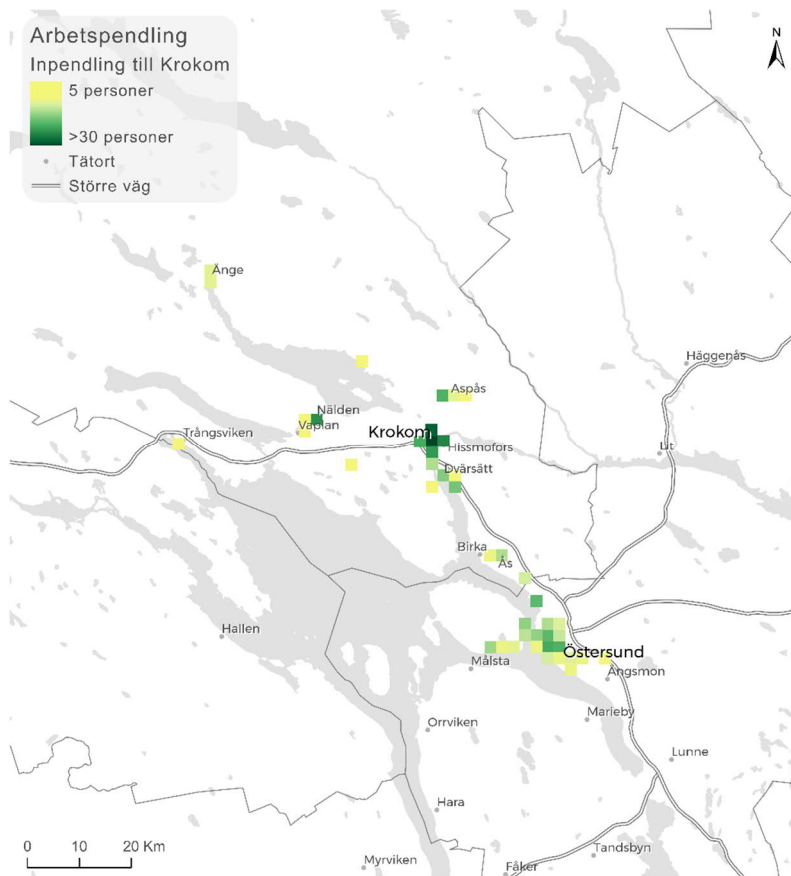 Arbetspendling
Inpendling till Krokom
5 personer
>30 personer
Tätort
Större väg
N
Änge
Häggenås
Aspås
Nälden
Vaplan
Trångsviken
Krokom
Hissmofors
Lit
Dvärsätt
Birka
Ås
Hallen
Östersund
Målsta
Ängsmon
Marieby
Orrviken
Lunne
Hara
0 10 20 Km
Tandsbyn
Myrviken
Fåker